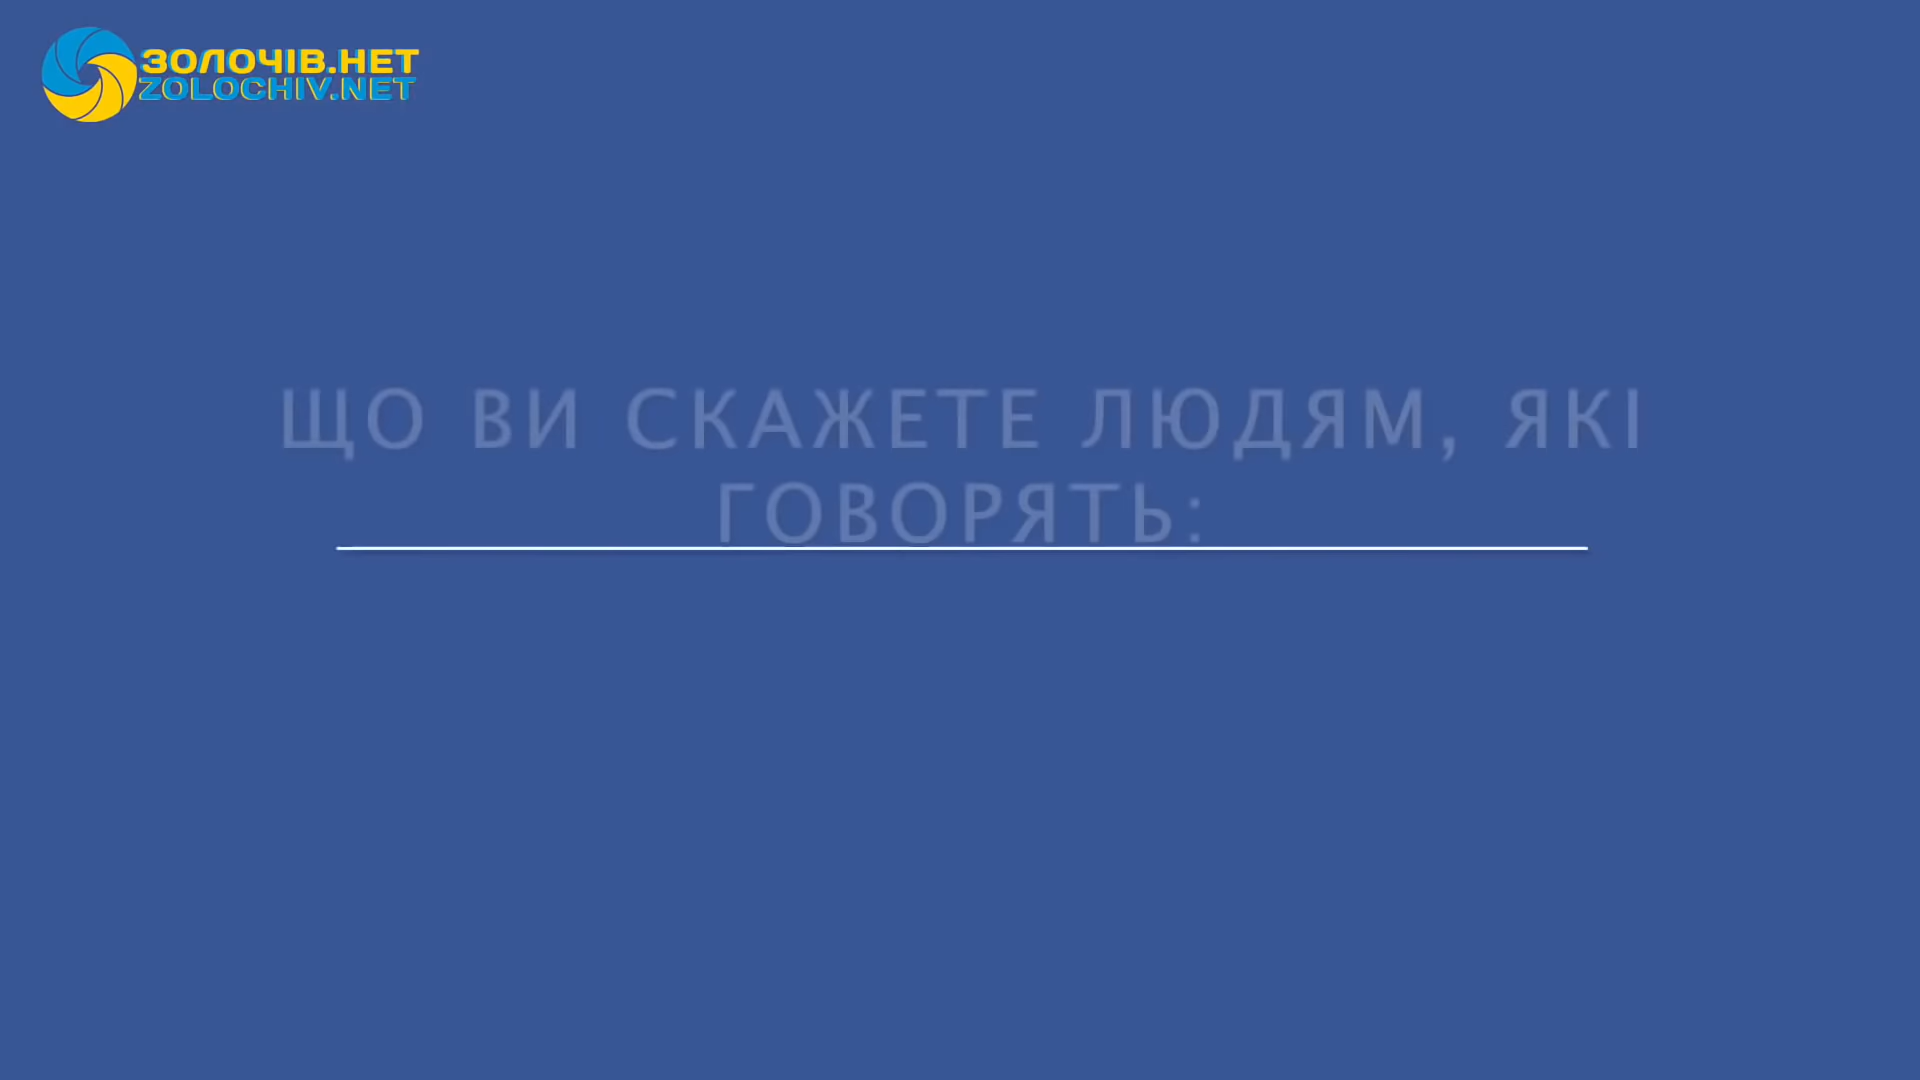 ЗОЛОЧІВ.НЕТ
ZOLOCHIV.NET
ЩО ВИ СКАЖЕТЕ ЛЮДЯМ, ЯКІ
ГОВОРЯТЬ: